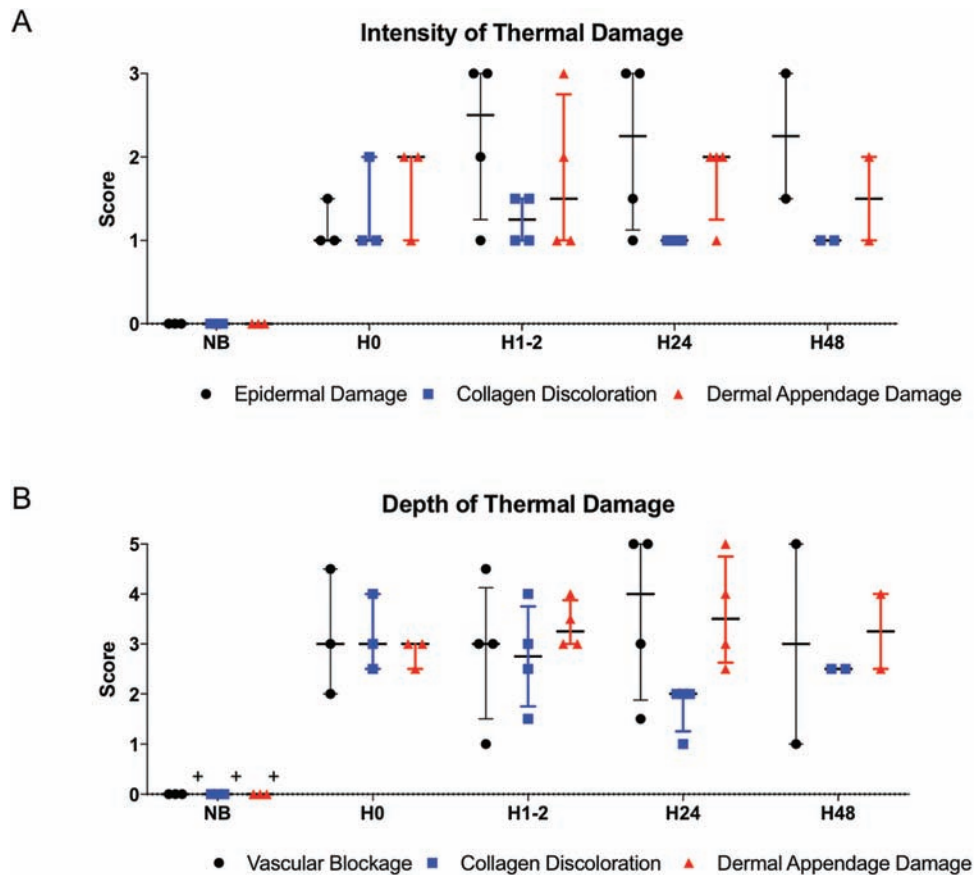 A
Intensity of Thermal Damage
3
2
1
0
Score
NB H0 H1-2 H24 H48
Epidermal Damage Collagen Discoloration Dermal Appendage Damage
B
Depth of Thermal Damage
5
4
3
2
1
0
Score
+ + +
NB H0 H1-2 H24 H48
Vascular Blockage Collagen Discoloration Dermal Appendage Damage